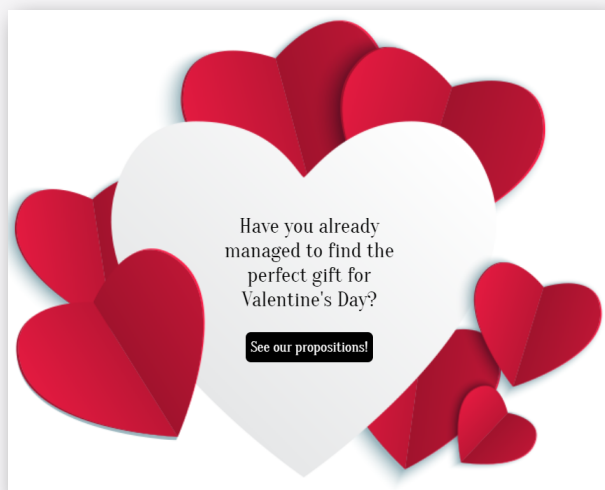 Have you already
managed to find the
perfect gift for
Valentine's Day?
See our propositions!